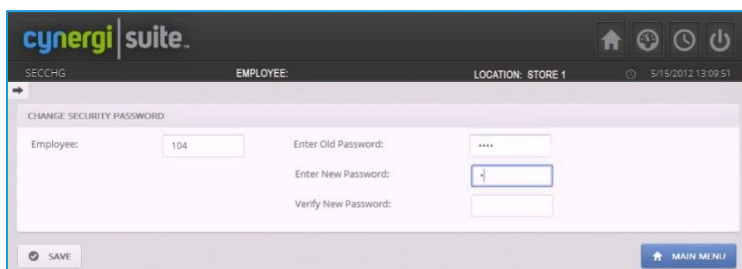 cynergi suite™
SECCHG EMPLOYEE: LOCATION: STORE 1 5/15/2012 13:09:51
CHANGE SECURITY PASSWORD
Employee: 104 Enter Old Password: ••••
Enter New Password: •
Verify New Password:
SAVE MAIN MENU